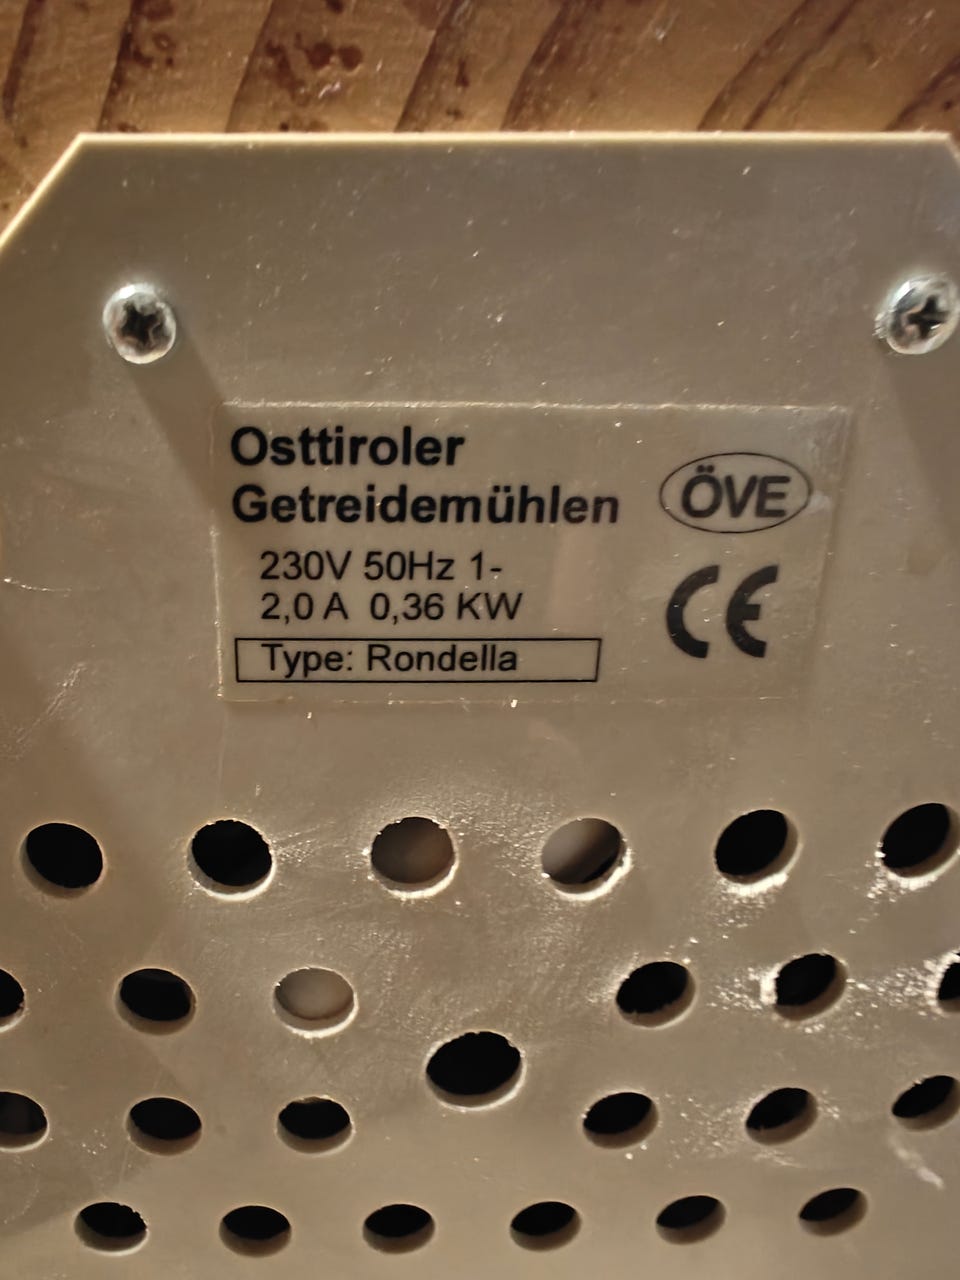 Osttiroler
Getreidemühlen
ÖVE
230V 50Hz 1-
2,0 A 0,36 KW
CE
Type: Rondella